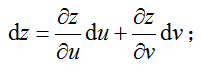 dz = ∂z/∂u du + ∂z/∂v dv ;